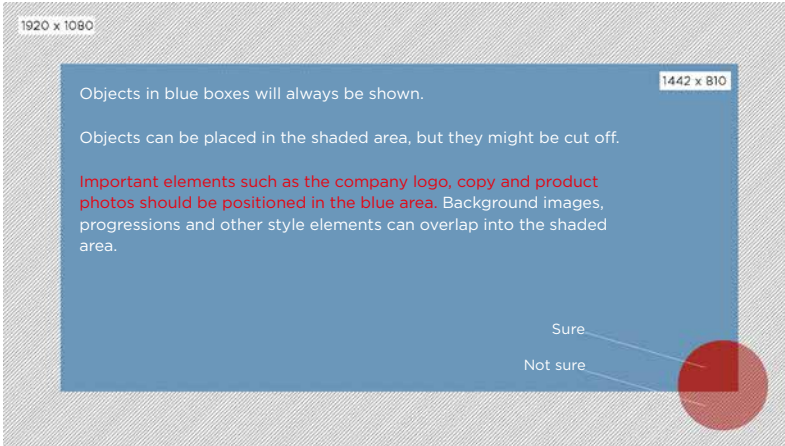 1920 x 1080
1442 x 810
Objects in blue boxes will always be shown.
Objects can be placed in the shaded area, but they might be cut off.
Important elements such as the company logo, copy and product
photos should be positioned in the blue area. Background images,
progressions and other style elements can overlap into the shaded
area.
Sure
Not sure